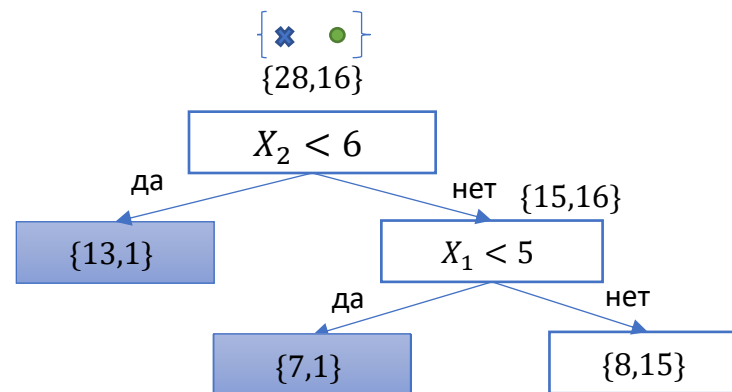 {28,16}
X₂ < 6
да
нет
{15,16}
{13,1}
X₁ < 5
да
нет
{7,1}
{8,15}